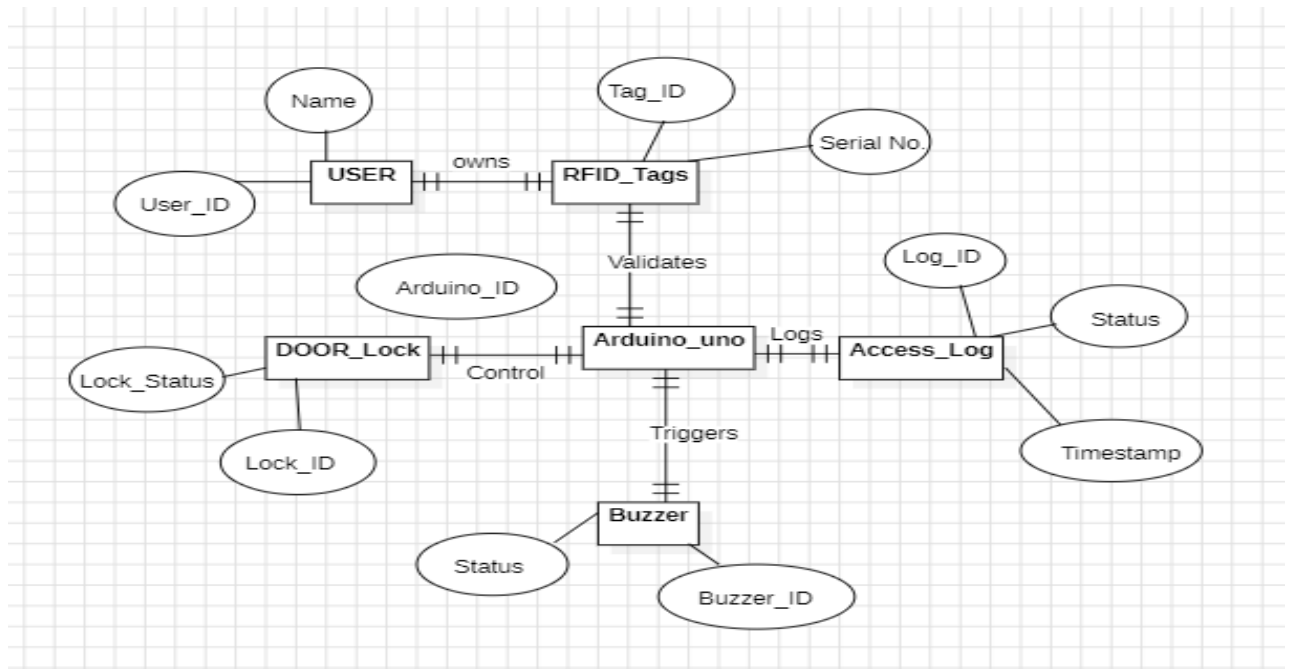 Name
Tag_ID
Serial No.
owns
USER
RFID_Tags
User_ID
Log_ID
Validates
Arduino_ID
Status
Logs
Arduino_uno
DOOR_Lock
Access_Log
Control
Lock_Status
Triggers
Timestamp
Lock_ID
Buzzer
Status
Buzzer_ID